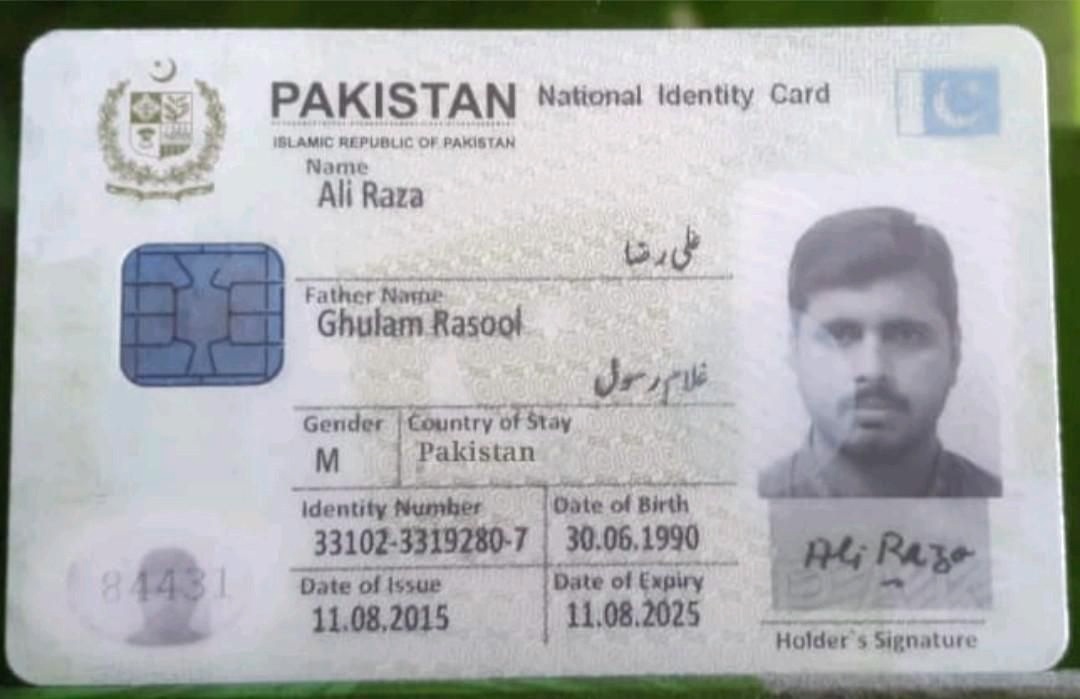 PAKISTAN National Identity Card
ISLAMIC REPUBLIC OF PAKISTAN
Name
Ali Raza
علی رضا
Father Name
Ghulam Rasool
غلام رسول
Gender
Country of Stay
M
Pakistan
Identity Number
Date of Birth
33102-3319280-7
30.06.1990
Date of Issue
Date of Expiry
11.08.2015
11.08.2025
84431
Ali Raza
Holder`s Signature